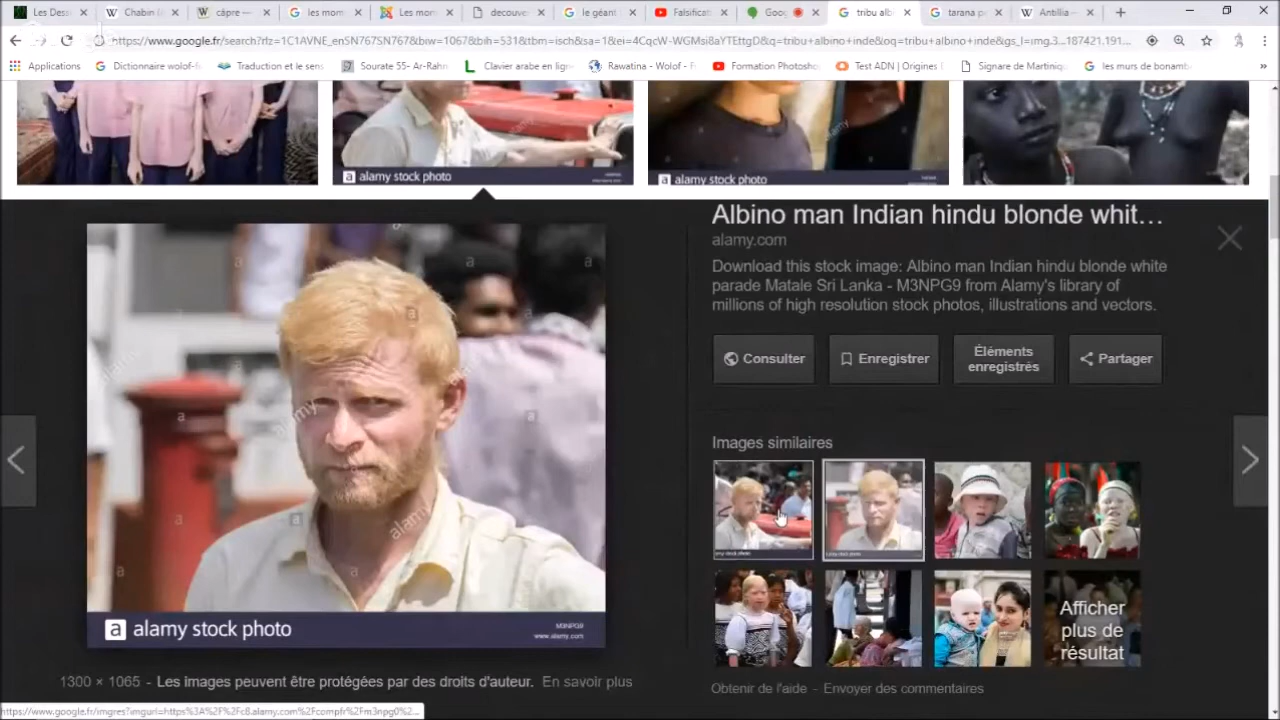 Les Dess
Chabin (
câpre —
les mom
Les mon
decouve
le géant
Falsificat
Goo
tribu alb
tarana p
Antillia —
https://www.google.fr/search?rlz=1C1AVNE_enSN767SN767&biw=1067&bih=531&tbm=isch&sa=1&ei=4CqcW-WGMsi8aYTEttgD&q=tribu+albino+inde&oq=tribu+albino+inde&gs_l=img.3...187421.191...
Applications
Dictionnaire wolof-f
Traduction et le sens
Sourate 55- Ar-Rahn
Clavier arabe en lign
Rawatina - Wolof - F
Formation Photosho
Test ADN | Origines
Signare de Martiniq
les murs de bonamb
»
a alamy stock photo
a alamy stock photo
Albino man Indian hindu blonde whit...
alamy.com
Download this stock image: Albino man Indian hindu blonde white
parade Matale Sri Lanka - M3NPG9 from Alamy's library of
millions of high resolution stock photos, illustrations and vectors.
Consulter
Enregistrer
Éléments
enregistrés
Partager
Images similaires
Afficher
plus de
résultat
alamy
a alamy stock photo
M3NPG9
www.alamy.com
1300 × 1065 - Les images peuvent être protégées par des droits d'auteur. En savoir plus
Obtenir de l'aide - Envoyer des commentaires
https://www.google.fr/imgres?imgurl=https%3A%2F%2Fc8.alamy.com%2Fcompfr%2Fm3npg0%2...